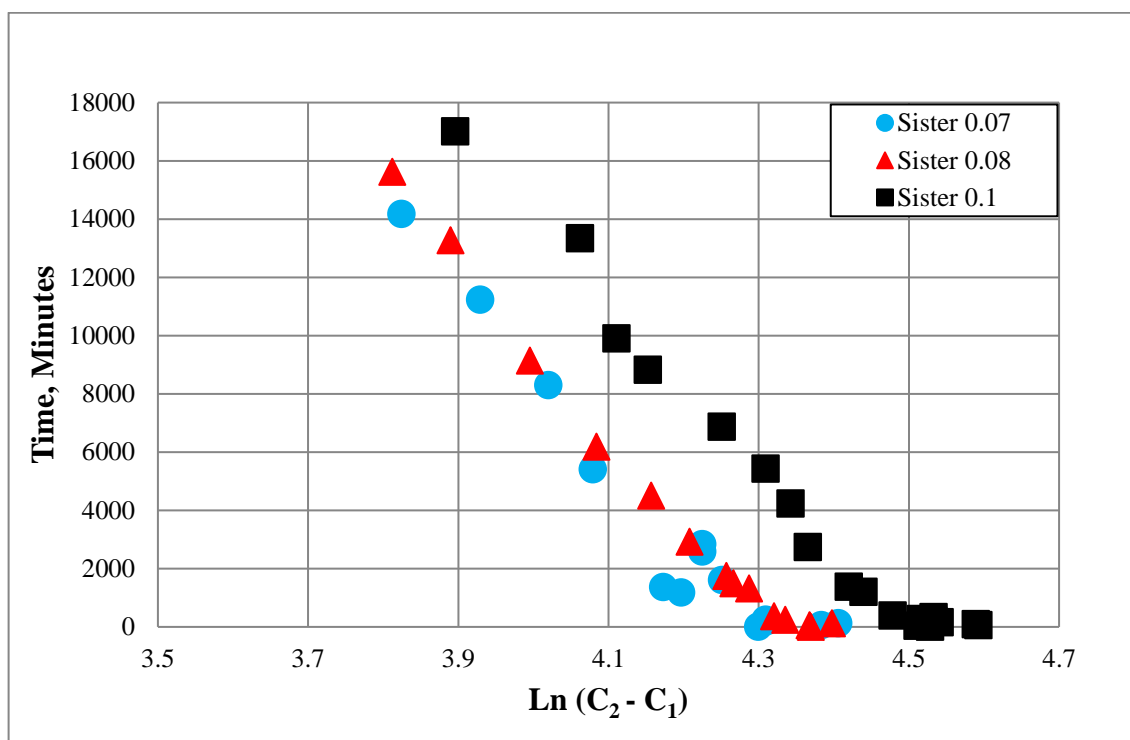 18000
16000
14000
12000
10000
8000
6000
4000
2000
0
Time, Minutes
Sister 0.07
Sister 0.08
Sister 0.1
3.5 3.7 3.9 4.1 4.3 4.5 4.7
Ln (C₂ - C₁)